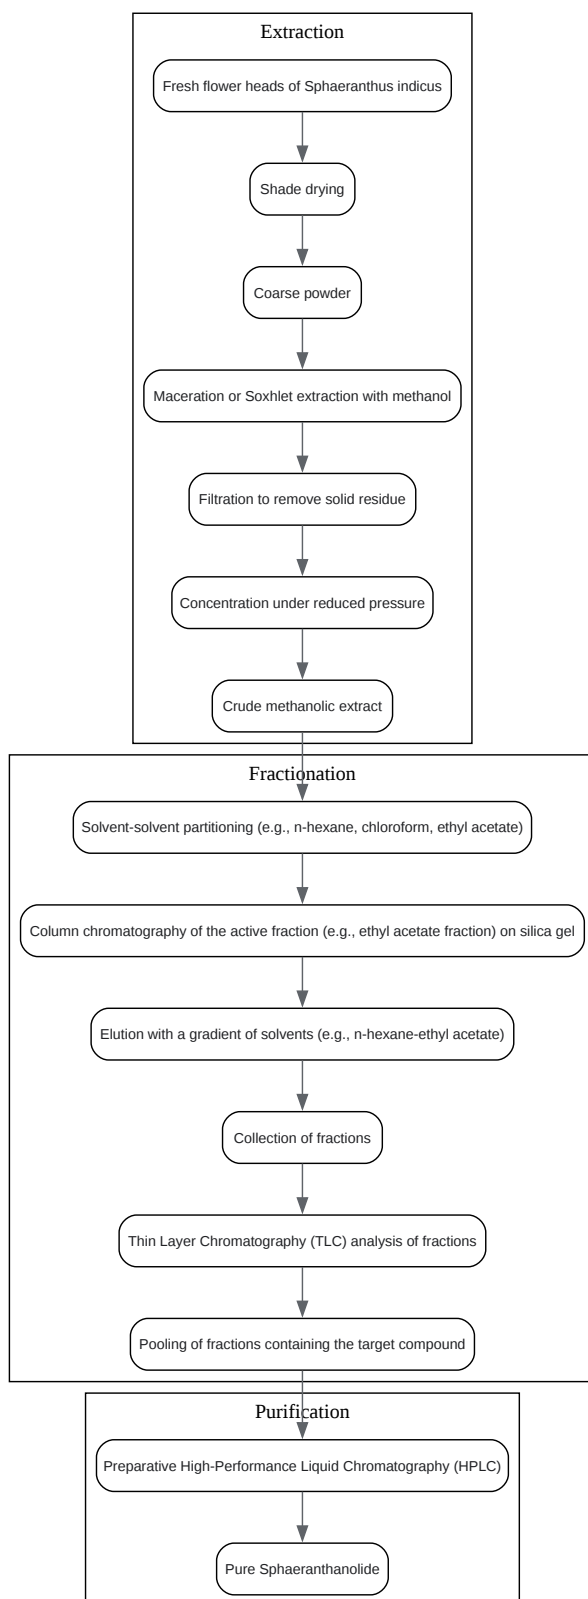 Extraction
Fresh flower heads of Sphaeranthus indicus
Shade drying
Coarse powder
Maceration or Soxhlet extraction with methanol
Filtration to remove solid residue
Concentration under reduced pressure
Crude methanolic extract
Fractionation
Solvent-solvent partitioning (e.g., n-hexane, chloroform, ethyl acetate)
Column chromatography of the active fraction (e.g., ethyl acetate fraction) on silica gel
Elution with a gradient of solvents (e.g., n-hexane-ethyl acetate)
Collection of fractions
Thin Layer Chromatography (TLC) analysis of fractions
Pooling of fractions containing the target compound
Purification
Preparative High-Performance Liquid Chromatography (HPLC)
Pure Sphaeranthanolide